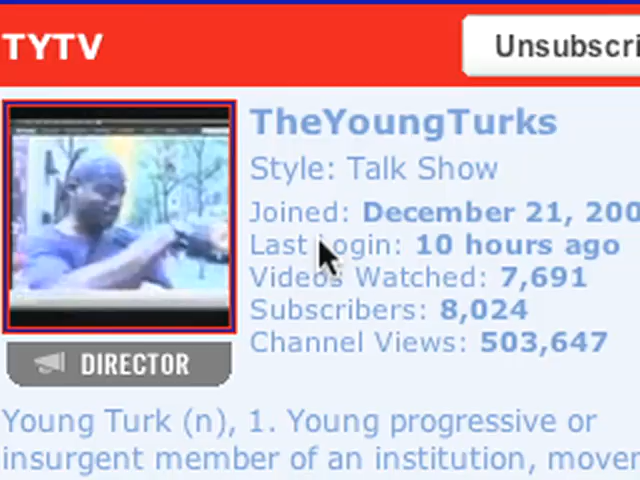 TYTV
Unsubscri
TheYoungTurks
Style: Talk Show
Joined: December 21, 200
Last Login: 10 hours ago
Videos Watched: 7,691
Subscribers: 8,024
Channel Views: 503,647
DIRECTOR
Young Turk (n), 1. Young progressive or
insurgent member of an institution, mover